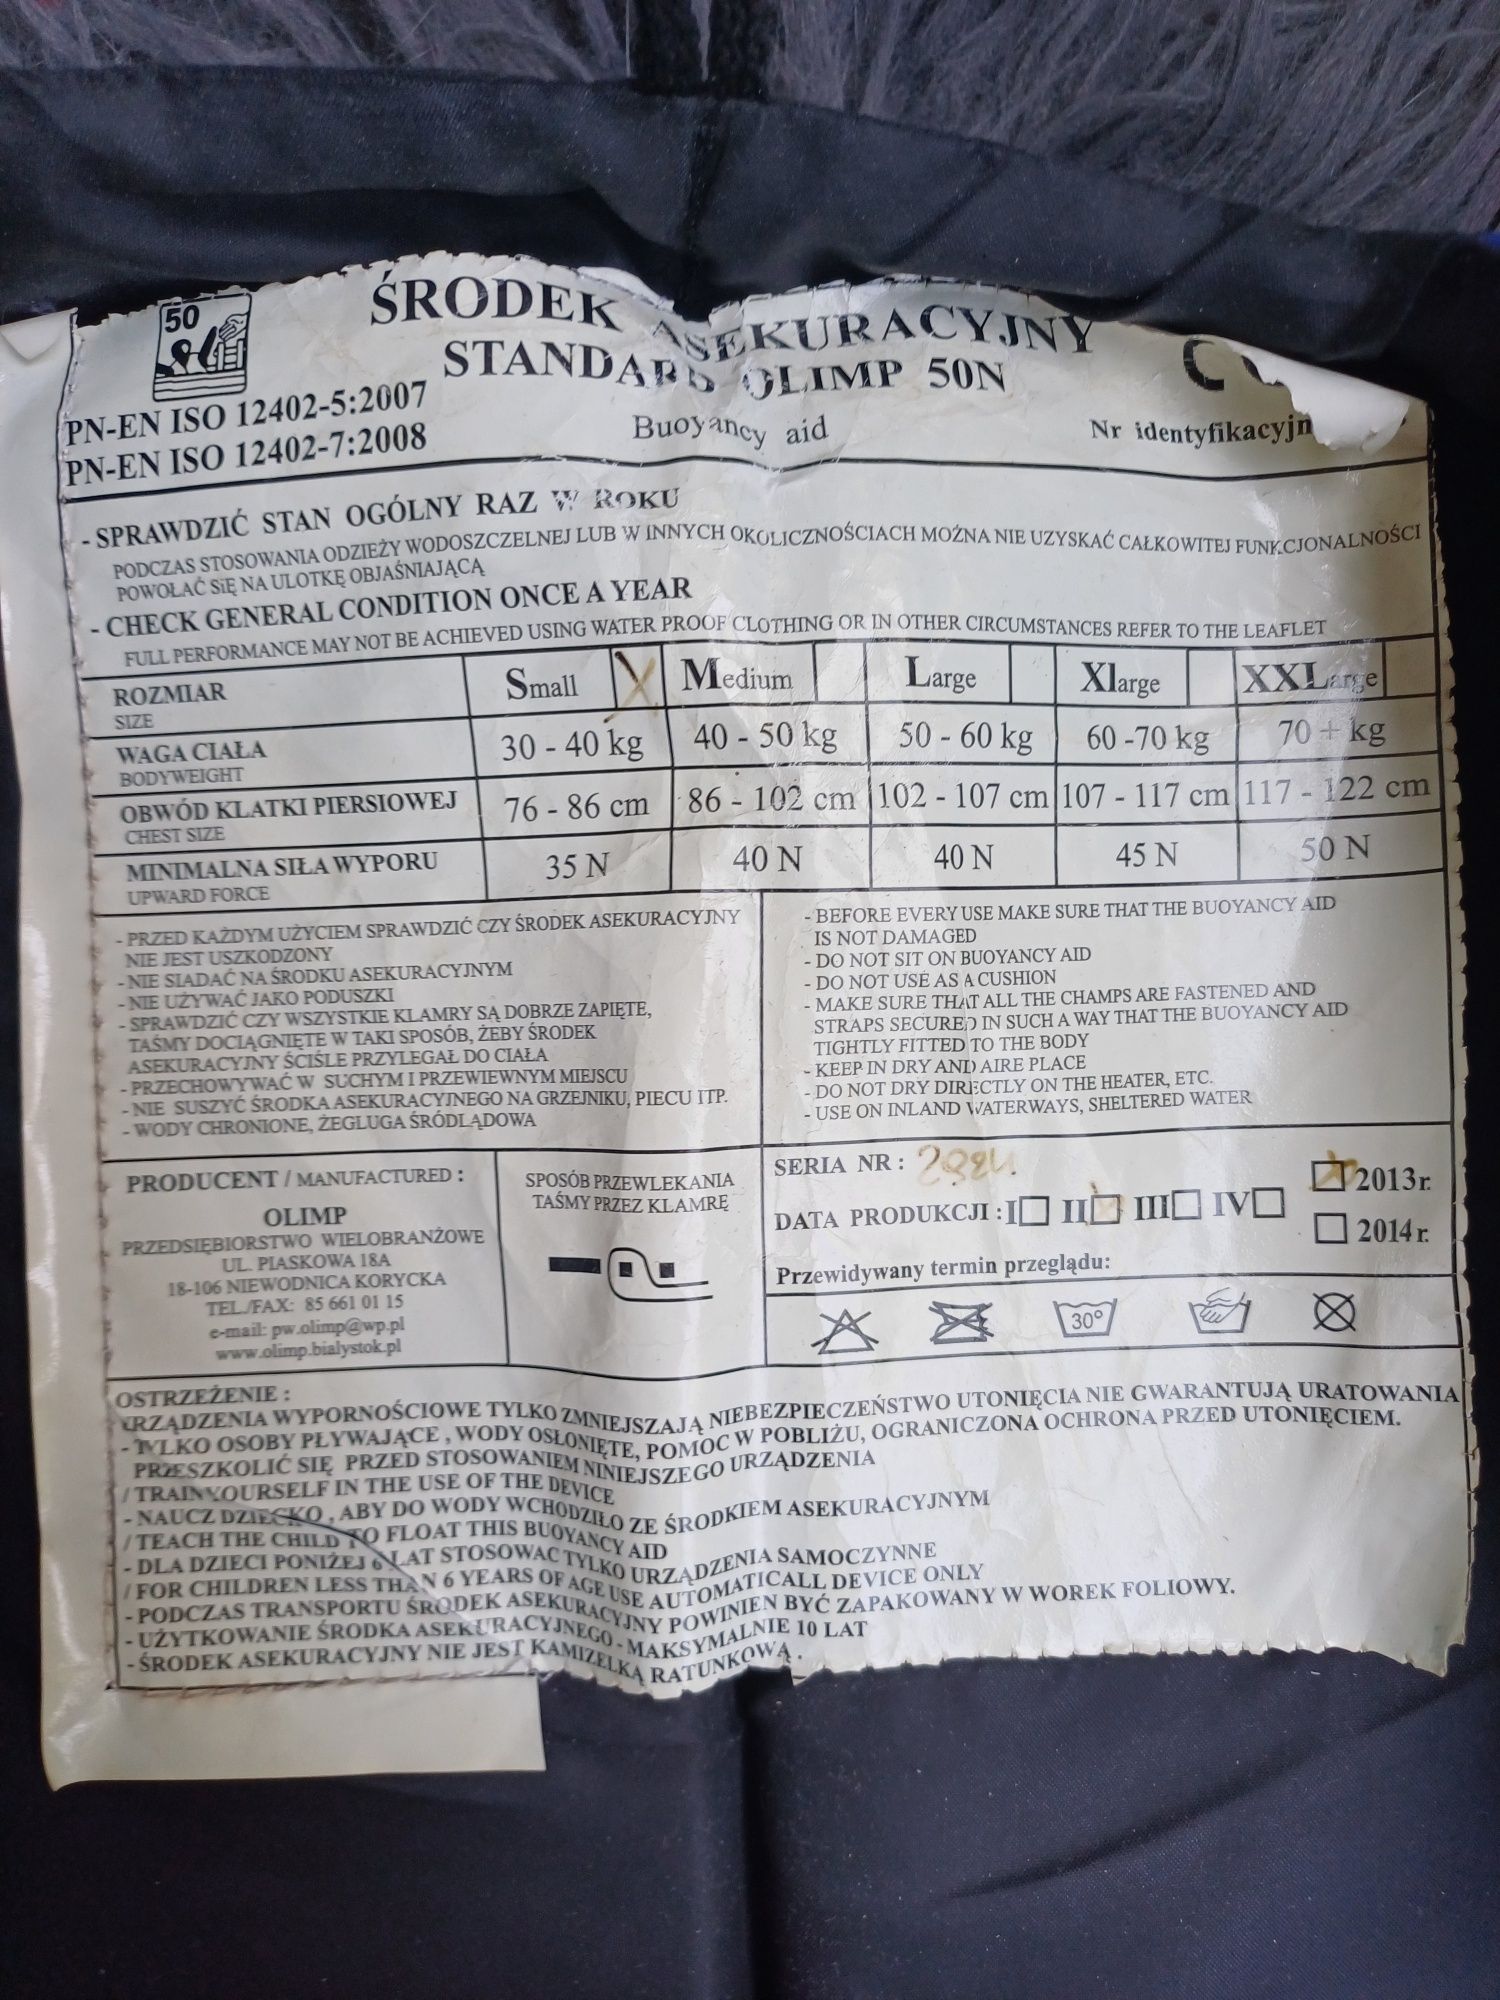 50
ŚRODEK ASEKURACYJNY
STANDARD OLIMP 50N
Buoyancy aid
PN-EN ISO 12402-5:2007
PN-EN ISO 12402-7:2008
Nr
- SPRAWDZIĆ STAN OGÓLNY RAZ W ROKU
PODCZAS STOSOWANIA ODZIEŻY WODOSZCZELNEJ LUB W INNYCH OKOLICZNOŚCIACH MOŻNA NIE UZYSKAĆ CAŁKOWITEJ FUNKCJONALNOŚCI
POWOŁAĆ SIĘ NA ULOTKĘ OBJAŚNIAJĄCĄ
- CHECK GENERAL CONDITION ONCE A YEAR
FULL PERFORMANCE MAY NOT BE ACHIEVED USING WATER PROOF CLOTHING OR IN OTHER CIRCUMSTANCES REFER TO THE LEAFLET
ROZMIAR Small Medium Large Xlarge XXLarge
SIZE
WAGA CIAŁA 30 - 40 kg 40 - 50 kg 50 - 60 kg 60 -70 kg 70 + kg
BODYWEIGHT
OBWÓD KLATKI PIERSIOWEJ 76 - 86 cm 86 - 102 cm 102 - 107 cm 107 - 117 cm 117 - 122 cm
CHEST SIZE
MINIMALNA SIŁA WYPORU 35 N 40 N 40 N 45 N 50 N
UPWARD FORCE
- PRZED KAŻDYM UŻYCIEM SPRAWDZIĆ CZY ŚRODEK ASEKURACYJNY
NIE JEST USZKODZONY
- NIE SIADAĆ NA ŚRODKU ASEKURACYJNYM
- NIE UŻYWAĆ JAKO PODUSZKI
- SPRAWDZIĆ CZY WSZYSTKIE KLAMRY SĄ DOBRZE ZAPIĘTE,
TAŚMY DOCIĄGNIĘTE W TAKI SPOSÓB, ŻEBY ŚRODEK
ASEKURACYJNY ŚCIŚLE PRZYLEGAŁ DO CIAŁA
- PRZECHOWYWAĆ W SUCHYM I PRZEWIEWNYM MIEJSCU
- NIE SUSZYĆ ŚRODKA ASEKURACYJNEGO NA GRZEJNIKU, PIECU ITP.
- WODY CHRONIONE, ŻEGLUGA ŚRÓDLĄDOWA
- BEFORE EVERY USE MAKE SURE THAT THE BUOYANCY AID
IS NOT DAMAGED
- DO NOT SIT ON BUOYANCY AID
- DO NOT USE AS A CUSHION
- MAKE SURE THAT ALL THE CHAMPS ARE FASTENED AND
STRAPS SECURED IN SUCH A WAY THAT THE BUOYANCY AID
TIGHTLY FITTED TO THE BODY
- KEEP IN DRY AND AIRE PLACE
- DO NOT DRY DIRECTLY ON THE HEATER, ETC.
- USE ON INLAND WATERWAYS, SHELTERED WATER
PRODUCENT / MANUFACTURED :
OLIMP
PRZEDSIĘBIORSTWO WIELOBRANŻOWE
UL. PIASKOWA 18A
18-106 NIEWODNICA KORYCKA
TEL./FAX: 85 661 01 15
e-mail: pw.olimp@wp.pl
www.olimp.bialystok.pl
SPOSÓB PRZEWLEKANIA
TAŚMY PRZEZ KLAMRĘ
SERIA NR :
DATA PRODUKCJI : I II III IV
2013 r.
2014 r.
Przewidywany termin przeglądu:
30°
OSTRZEŻENIE :
URZĄDZENIA WYPORNOŚCIOWE TYLKO ZMNIEJSZAJĄ NIEBEZPIECZEŃSTWO UTONIĘCIA NIE GWARANTUJĄ URATOWANIA
- TYLKO OSOBY PŁYWAJĄCE , WODY OSŁONIĘTE, POMOC W POBLIŻU, OGRANICZONA OCHRONA PRZED UTONIĘCIEM.
PRZESZKOLIĆ SIĘ PRZED STOSOWANIEM NINIEJSZEGO URZĄDZENIA
/ TRAIN YOURSELF IN THE USE OF THE DEVICE
- NAUCZ DZIECKO , ABY DO WODY WCHODZIŁO ZE ŚRODKIEM ASEKURACYJNYM
/ TEACH THE CHILD TO FLOAT THIS BUOYANCY AID
- DLA DZIECI PONIŻEJ 6 LAT STOSOWAĆ TYLKO URZĄDZENIA SAMOCZYNNE
/ FOR CHILDREN LESS THAN 6 YEARS OF AGE USE AUTOMATICALL DEVICE ONLY
- PODCZAS TRANSPORTU ŚRODEK ASEKURACYJNY POWINIEN BYĆ ZAPAKOWANY W WOREK FOLIOWY.
- UŻYTKOWANIE ŚRODKA ASEKURACYJNEGO - MAKSYMALNIE 10 LAT
- ŚRODEK ASEKURACYJNY NIE JEST KAMIZELKĄ RATUNKOWĄ .